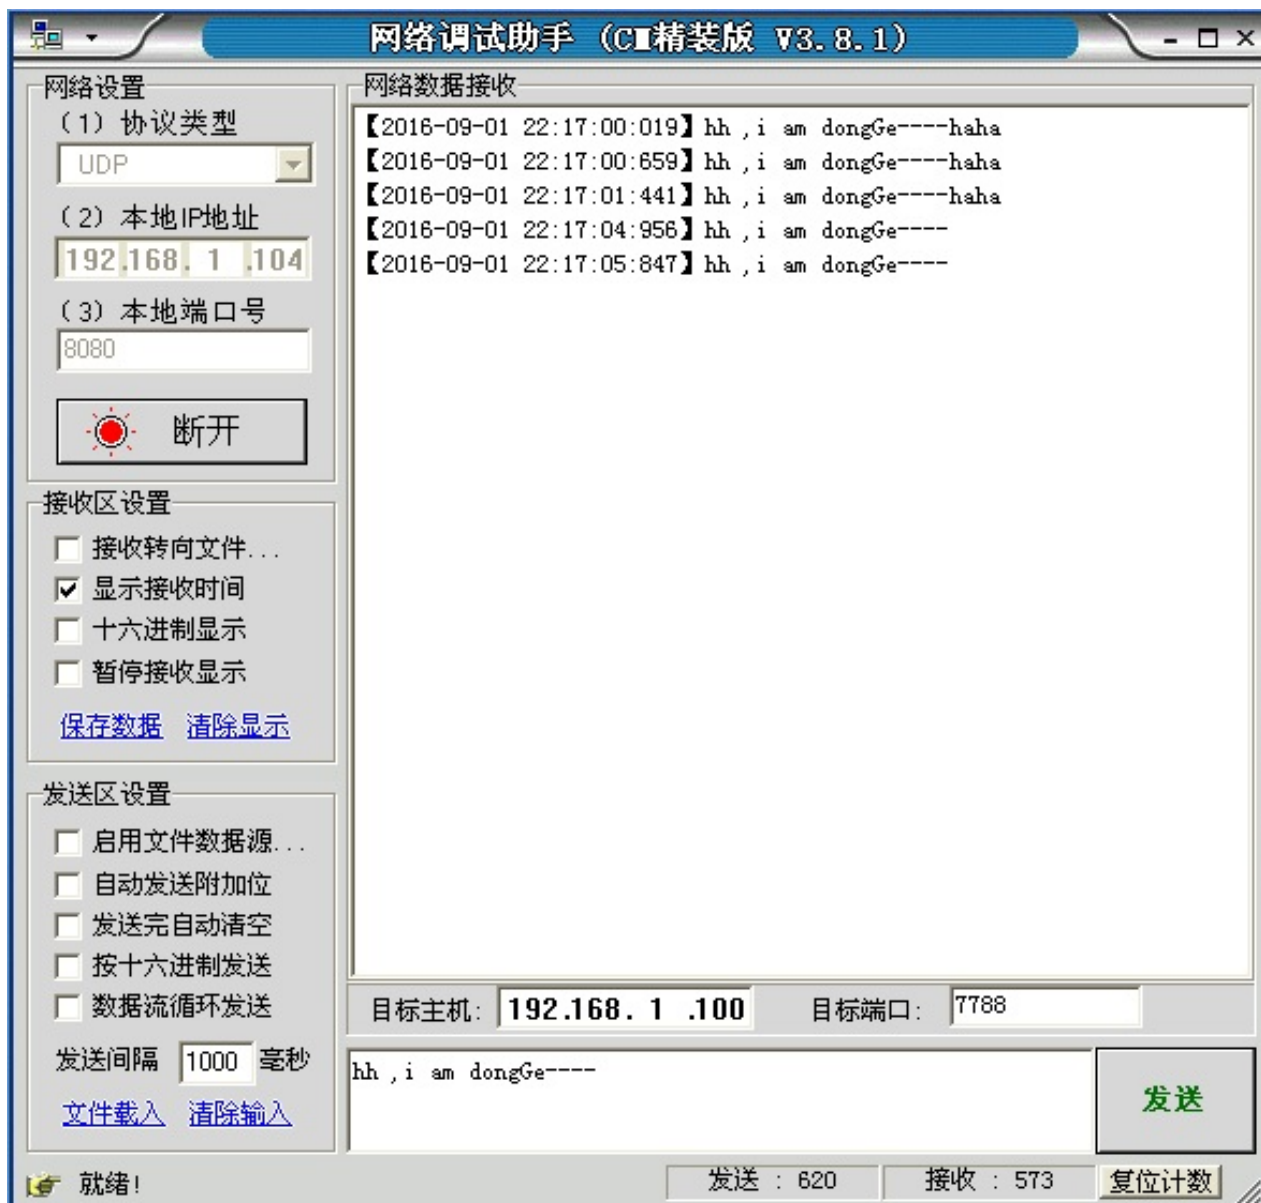 网络调试助手 (CⅢ精装版 V3.8.1)
网络设置
(1) 协议类型
UDP
(2) 本地IP地址
192.168. 1 .104
(3) 本地端口号
8080
断开
接收区设置
接收转向文件...
显示接收时间
十六进制显示
暂停接收显示
保存数据 清除显示
发送区设置
启用文件数据源...
自动发送附加位
发送完自动清空
按十六进制发送
数据流循环发送
发送间隔 1000 毫秒
文件载入 清除输入
网络数据接收
【2016-09-01 22:17:00:019】hh ,i am dongGe----haha
【2016-09-01 22:17:00:659】hh ,i am dongGe----haha
【2016-09-01 22:17:01:441】hh ,i am dongGe----haha
【2016-09-01 22:17:04:956】hh ,i am dongGe----
【2016-09-01 22:17:05:847】hh ,i am dongGe----
目标主机: 192.168. 1 .100 目标端口: 7788
hh ,i am dongGe----
发送
就绪! 发送 : 620 接收 : 573 复位计数